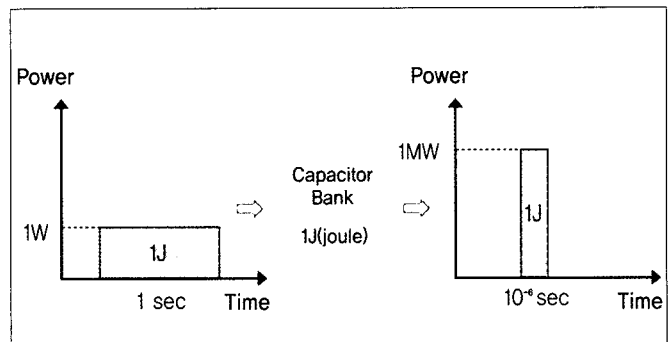 Power
1W
1J
1 sec
Time
Capacitor
Bank
1J(joule)
Power
1MW
1J
10⁻⁶ sec
Time